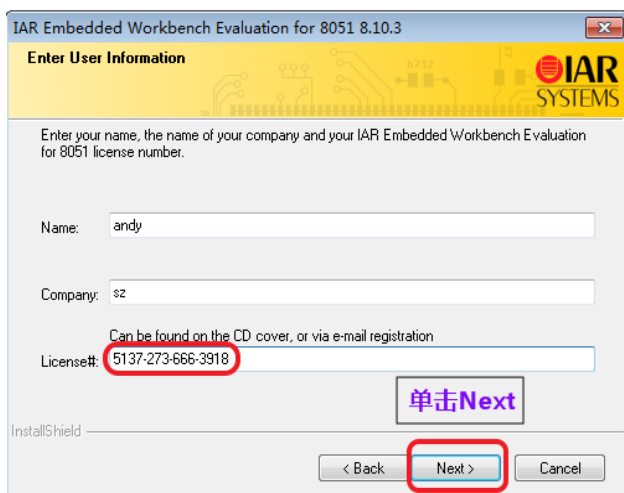 IAR Embedded Workbench Evaluation for 8051 8.10.3
Enter User Information
IAR
SYSTEMS
Enter your name, the name of your company and your IAR Embedded Workbench Evaluation
for 8051 license number.
Name: andy
Company: sz
Can be found on the CD cover, or via e-mail registration
License#: 5137-273-666-3918
单击Next
InstallShield
< Back Next > Cancel